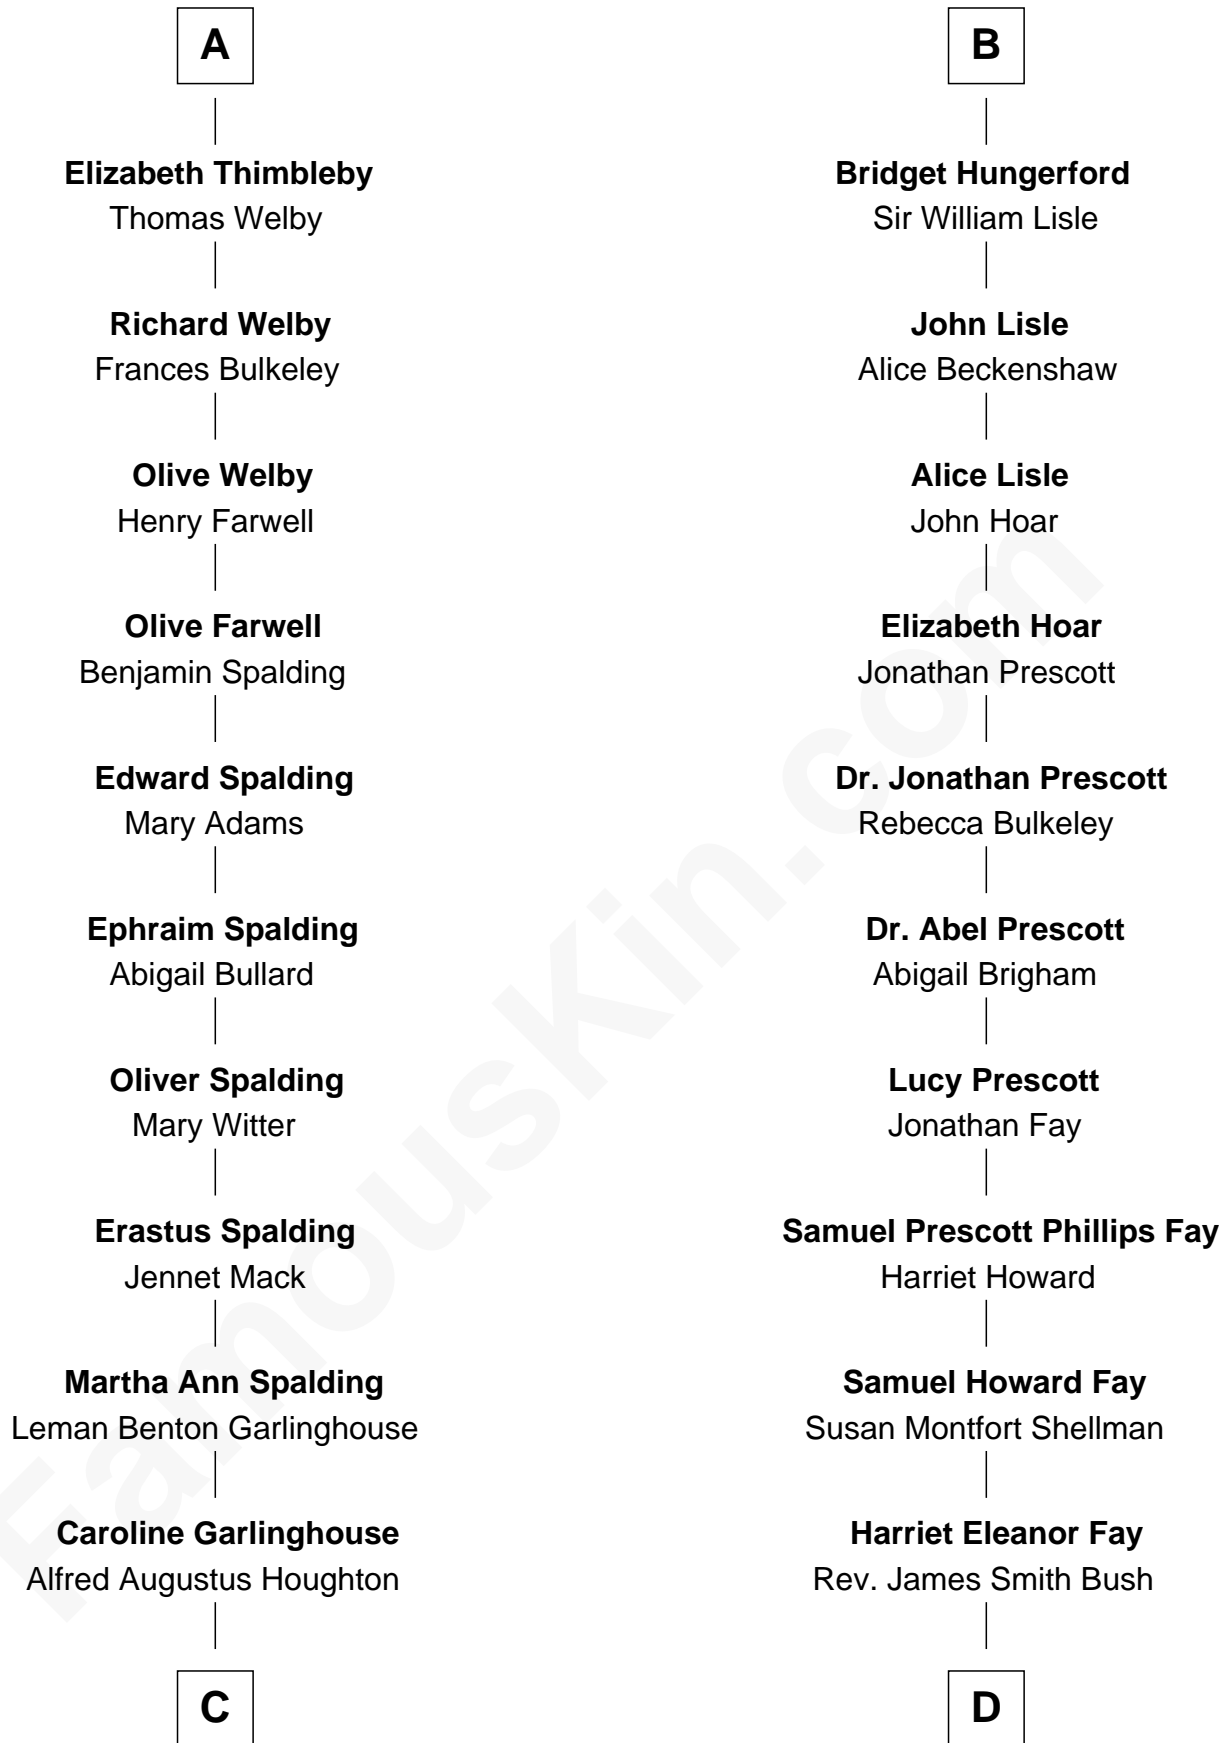 A
Elizabeth Thimbleby
Thomas Welby
Richard Welby
Frances Bulkeley
Olive Welby
Henry Farwell
Olive Farwell
Benjamin Spalding
Edward Spalding
Mary Adams
Ephraim Spalding
Abigail Bullard
Oliver Spalding
Mary Witter
Erastus Spalding
Jennet Mack
Martha Ann Spalding
Leman Benton Garlinghouse
Caroline Garlinghouse
Alfred Augustus Houghton
C
B
Bridget Hungerford
Sir William Lisle
John Lisle
Alice Beckenshaw
Alice Lisle
John Hoar
Elizabeth Hoar
Jonathan Prescott
Dr. Jonathan Prescott
Rebecca Bulkeley
Dr. Abel Prescott
Abigail Brigham
Lucy Prescott
Jonathan Fay
Samuel Prescott Phillips Fay
Harriet Howard
Samuel Howard Fay
Susan Montfort Shellman
Harriet Eleanor Fay
Rev. James Smith Bush
D
FamousKin.com